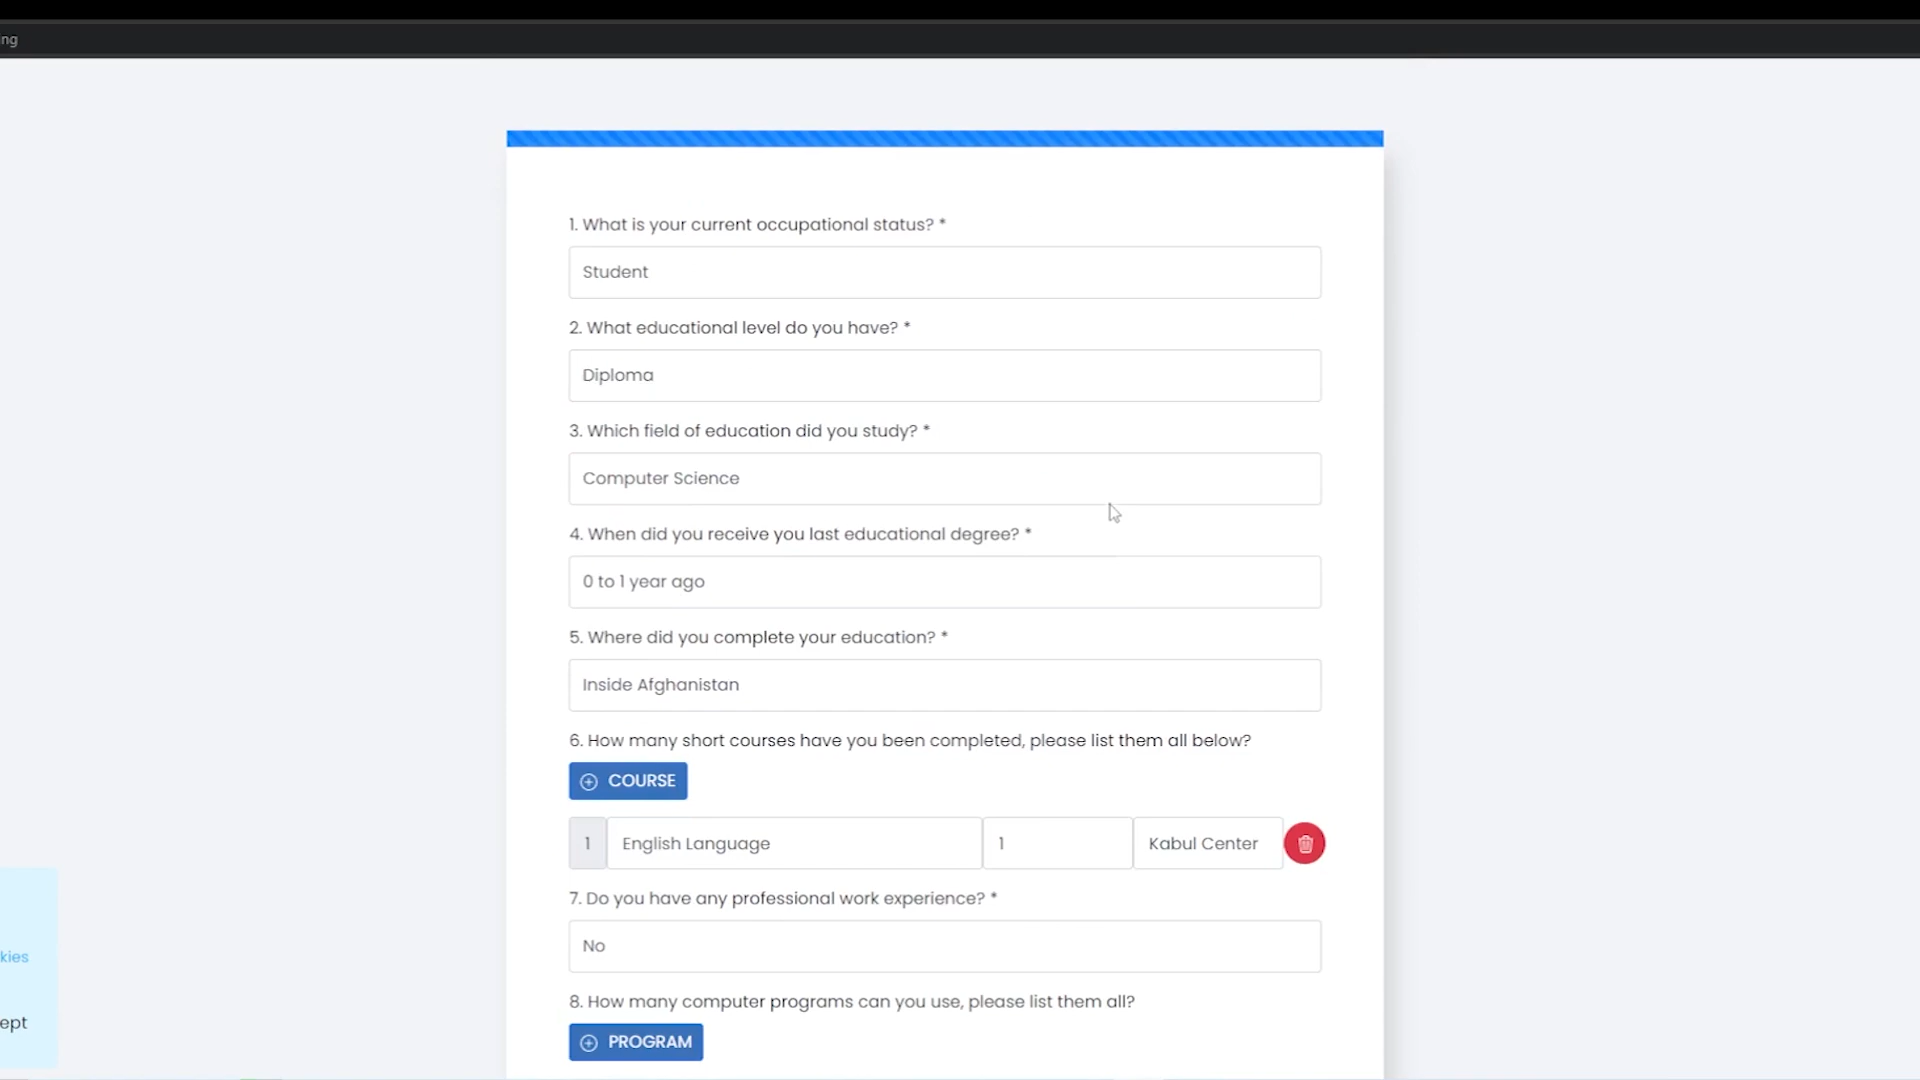 ng
1. What is your current occupational status? *
Student
2. What educational level do you have? *
Diploma
3. Which field of education did you study? *
Computer Science
4. When did you receive you last educational degree? *
0 to 1 year ago
5. Where did you complete your education? *
Inside Afghanistan
6. How many short courses have you been completed, please list them all below?
COURSE
1 English Language 1 Kabul Center
7. Do you have any professional work experience? *
No
kies
8. How many computer programs can you use, please list them all?
ept
PROGRAM